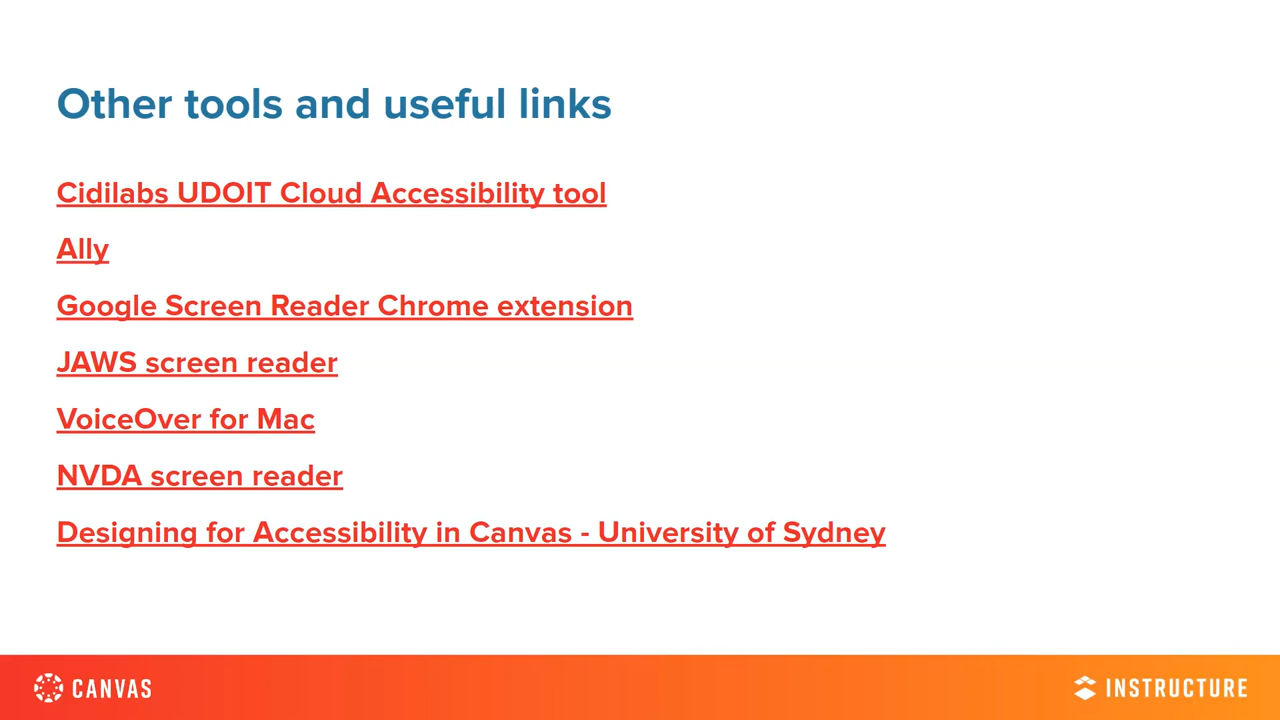 Other tools and useful links
Cidilabs UDOIT Cloud Accessibility tool
Ally
Google Screen Reader Chrome extension
JAWS screen reader
VoiceOver for Mac
NVDA screen reader
Designing for Accessibility in Canvas - University of Sydney
CANVAS
INSTRUCTURE